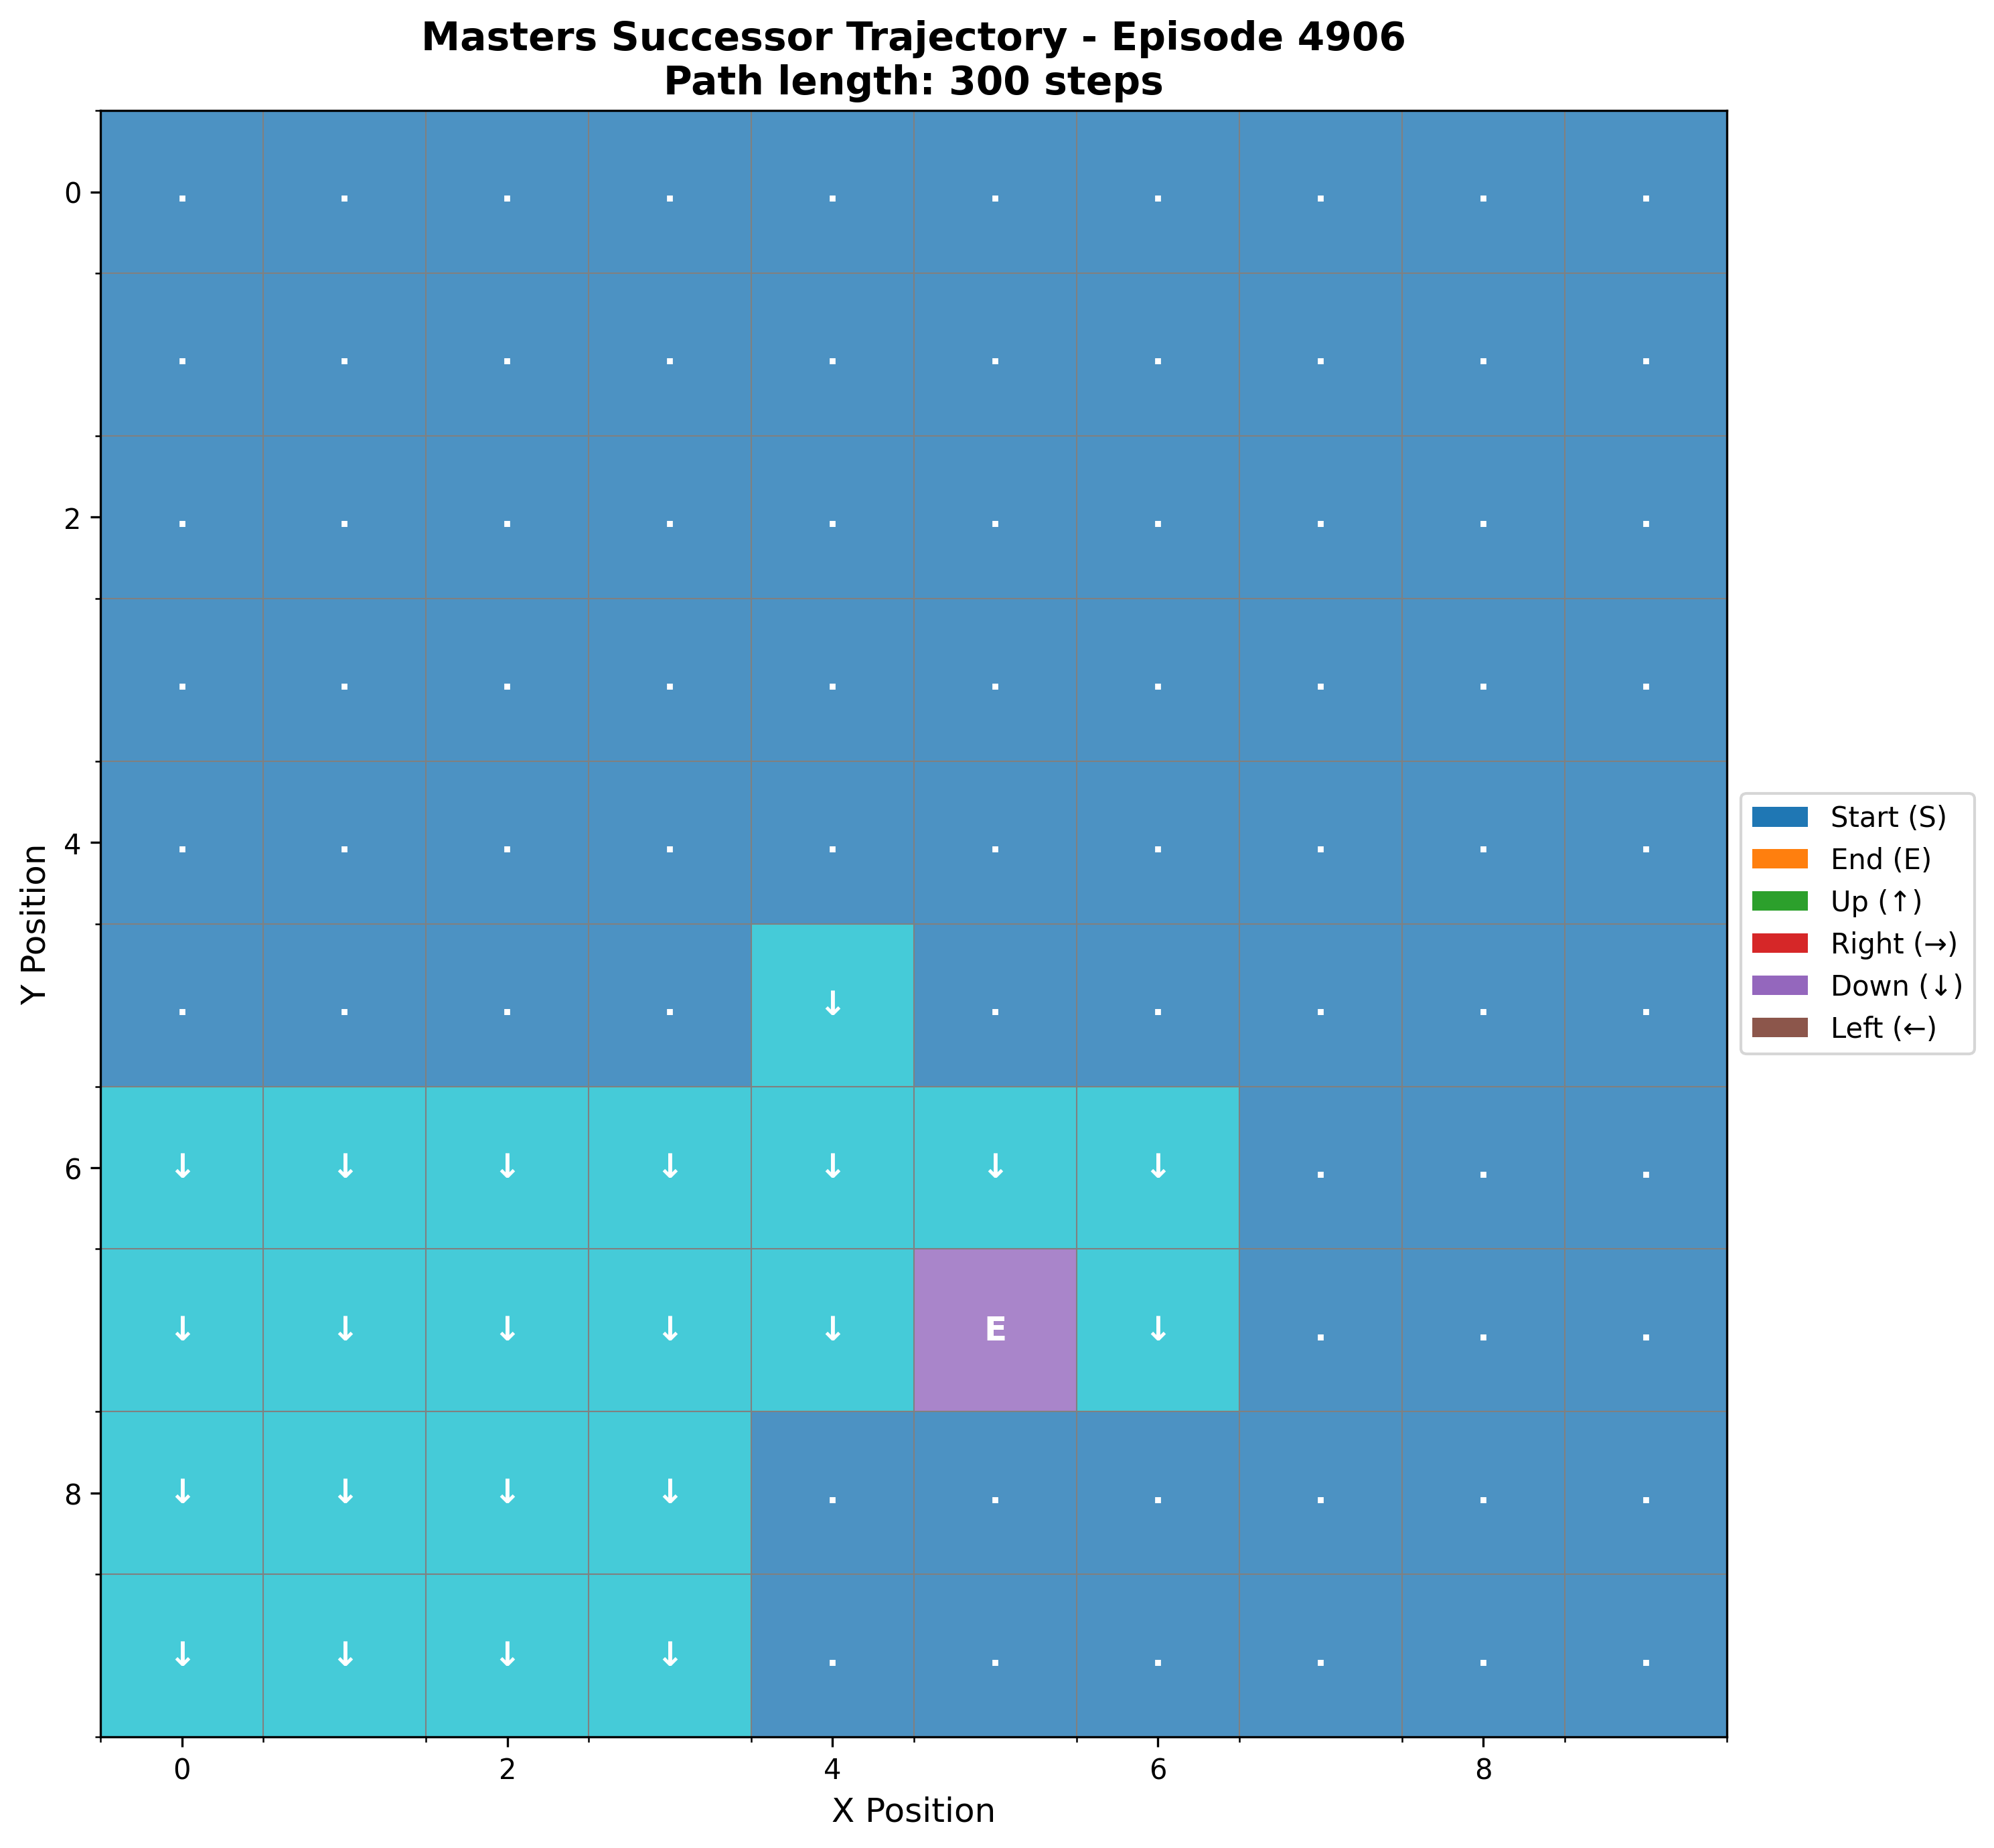 Masters Successor Trajectory - Episode 4906
Path length: 300 steps
0
. . . . . . . . . .
. . . . . . . . . .
2
. . . . . . . . . .
. . . . . . . . . .
4
. . . . . . . . . .
. . . . ↓ . . . . .
6
↓ ↓ ↓ ↓ ↓ ↓ ↓ . . .
↓ ↓ ↓ ↓ ↓ E ↓ . . .
8
↓ ↓ ↓ ↓ . . . . . .
↓ ↓ ↓ ↓ . . . . . .
0 2 4 6 8
X Position
Y Position
Start (S)
End (E)
Up (↑)
Right (→)
Down (↓)
Left (←)